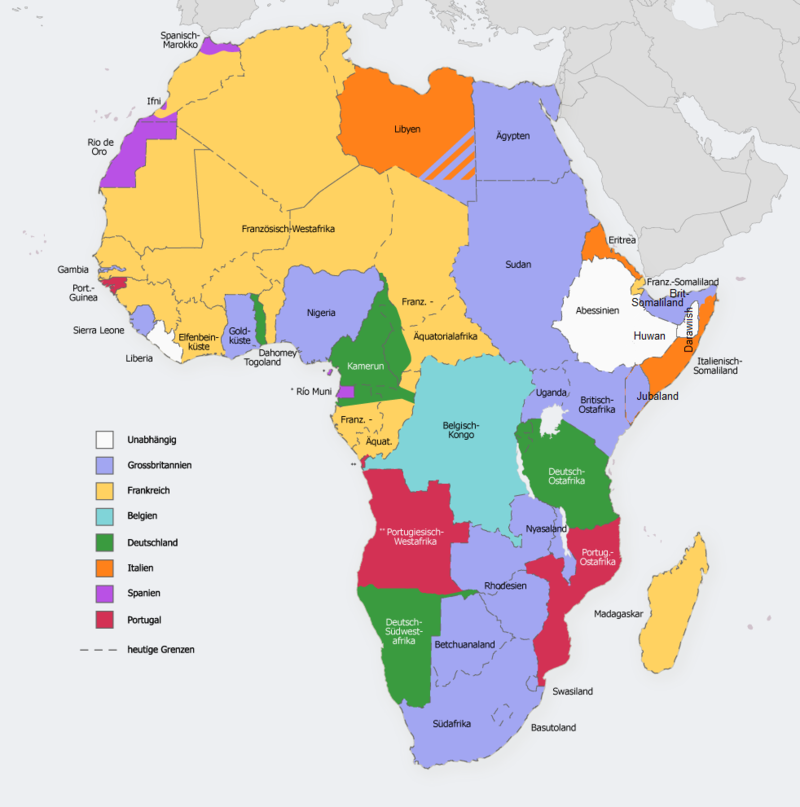 Spanisch-
Marokko
Ifni
Rio de
Oro
Libyen
Ägypten
Französisch-Westafrika
Gambia
Port.-
Guinea
Sierra Leone
Liberia
Elfenbein-
küste
Gold-
küste
Togoland
Dahomey
Nigeria
Kamerun
Franz. -
Äquatorialafrika
Sudan
Eritrea
Abessinien
Franz.-Somaliland
Brit-
Somaliland
Darawiish
Huwan
Italienisch-
Somaliland
Jubaland
* Río Muni
Franz. -
Äquat.
**
Belgisch-
Kongo
Uganda
Britisch-
Ostafrika
Deutsch-
Ostafrika
** Portugiesisch-
Westafrika
Nyasaland
Portug.-
Ostafrika
Rhodesien
Madagaskar
Deutsch-
Südwest-
afrika
Betchuanaland
Swasiland
Südafrika
Basutoland
Unabhängig
Grossbritannien
Frankreich
Belgien
Deutschland
Italien
Spanien
Portugal
heutige Grenzen